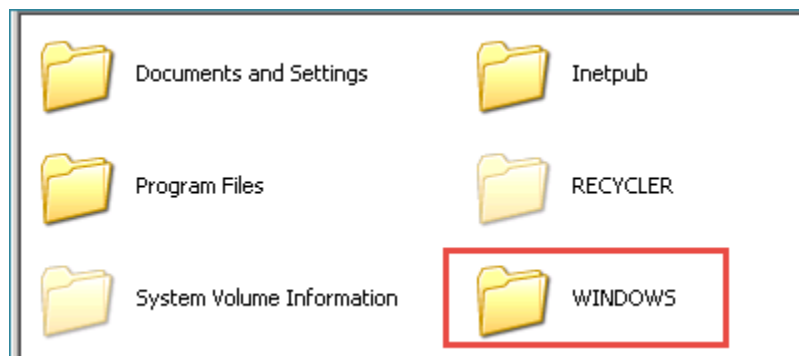 Documents and Settings
Inetpub
Program Files
RECYCLER
System Volume Information
WINDOWS